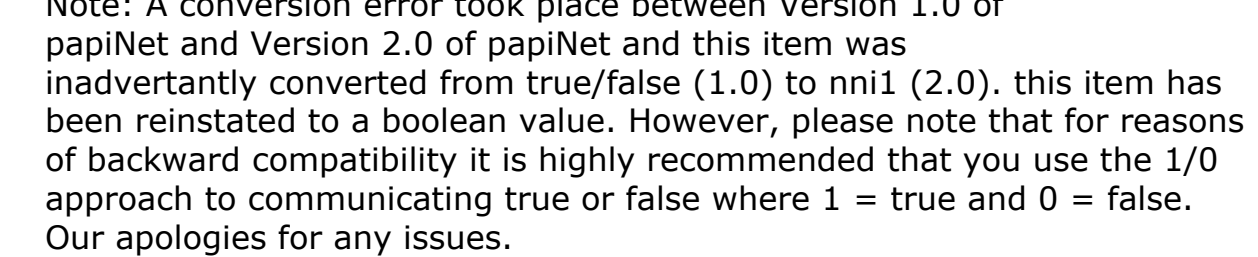 Note: A conversion error took place between Version 1.0 of
papiNet and Version 2.0 of papiNet and this item was
inadvertantly converted from true/false (1.0) to nni1 (2.0). this item has
been reinstated to a boolean value. However, please note that for reasons
of backward compatibility it is highly recommended that you use the 1/0
approach to communicating true or false where 1 = true and 0 = false.
Our apologies for any issues.